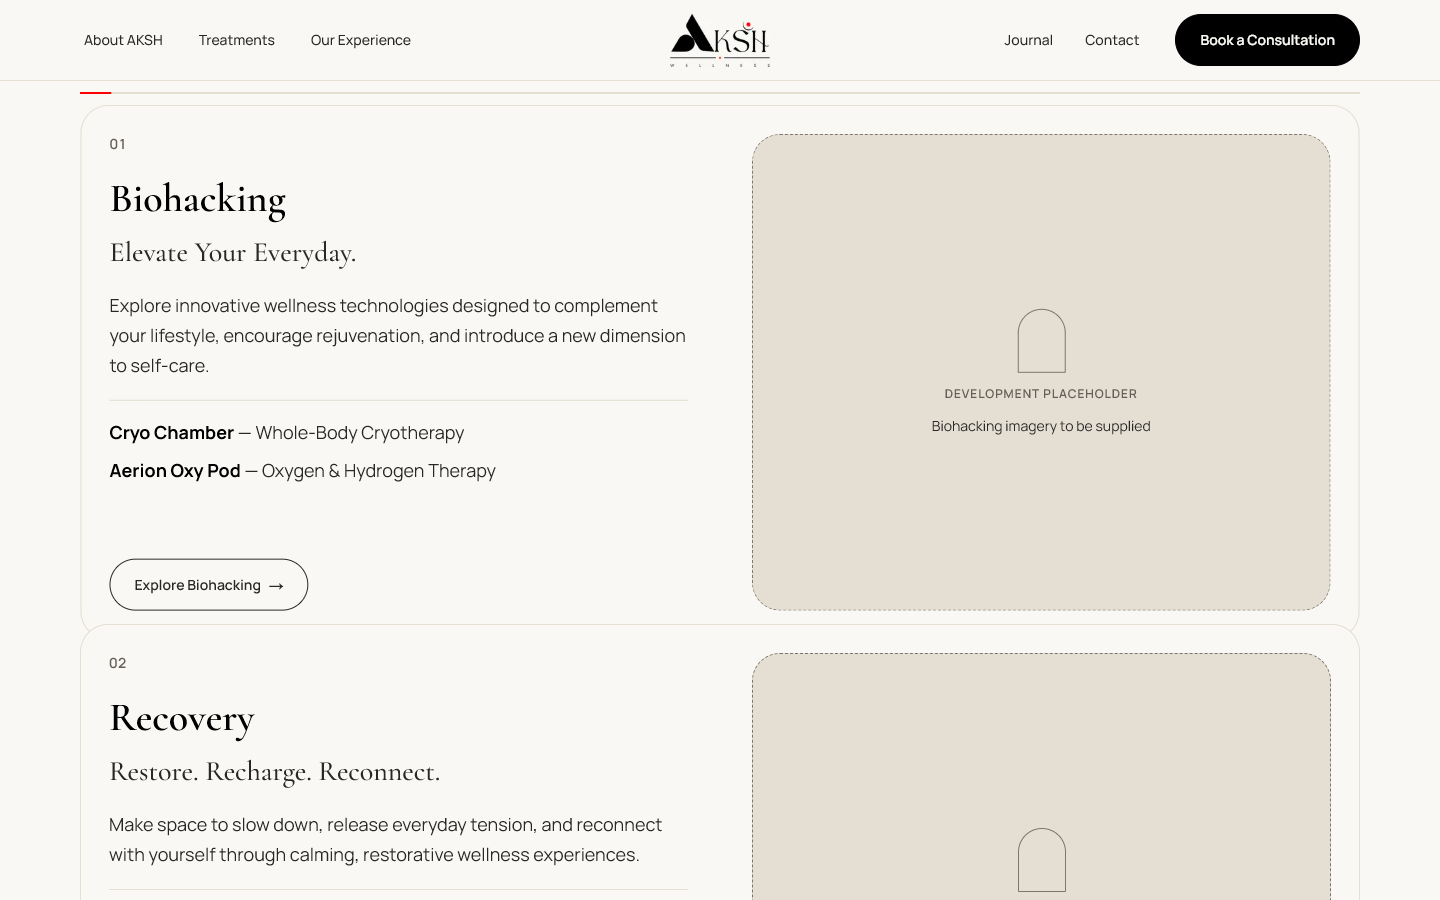 About AKSH
Treatments
Our Experience
AKSH
WELLNESS
Journal
Contact
Book a Consultation
01
Biohacking
Elevate Your Everyday.
Explore innovative wellness technologies designed to complement
your lifestyle, encourage rejuvenation, and introduce a new dimension
to self-care.
Cryo Chamber — Whole-Body Cryotherapy
Aerion Oxy Pod — Oxygen & Hydrogen Therapy
Explore Biohacking →
DEVELOPMENT PLACEHOLDER
Biohacking imagery to be supplied
02
Recovery
Restore. Recharge. Reconnect.
Make space to slow down, release everyday tension, and reconnect
with yourself through calming, restorative wellness experiences.